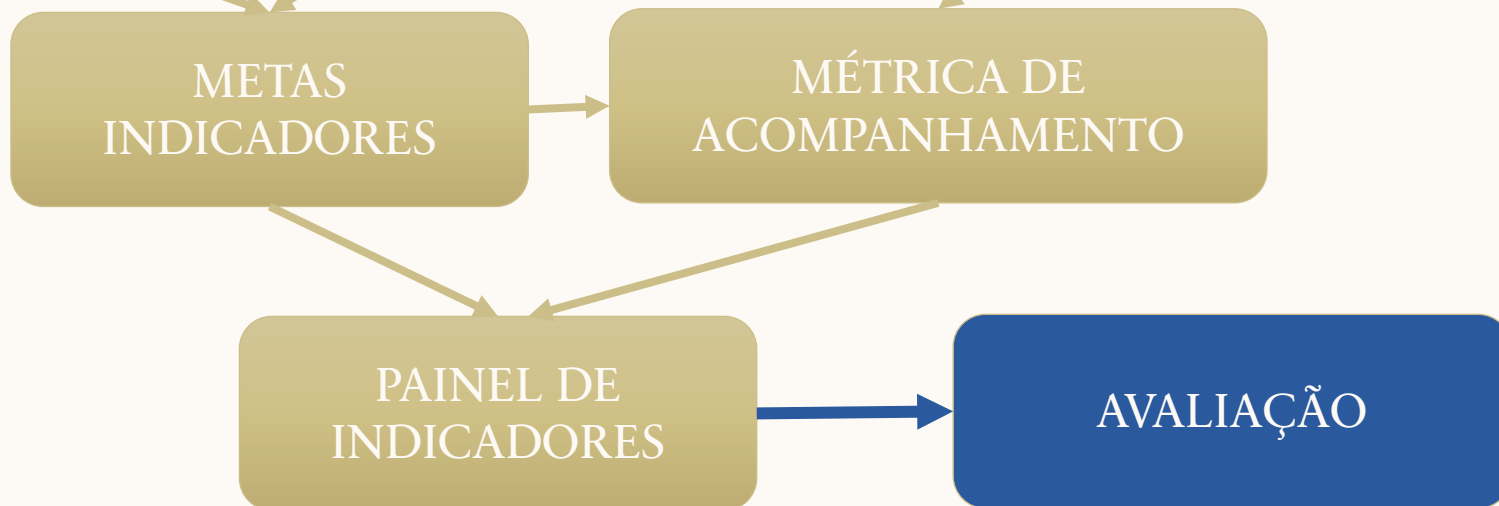 METAS
INDICADORES
MÉTRICA DE
ACOMPANHAMENTO
PAINEL DE
INDICADORES
AVALIAÇÃO